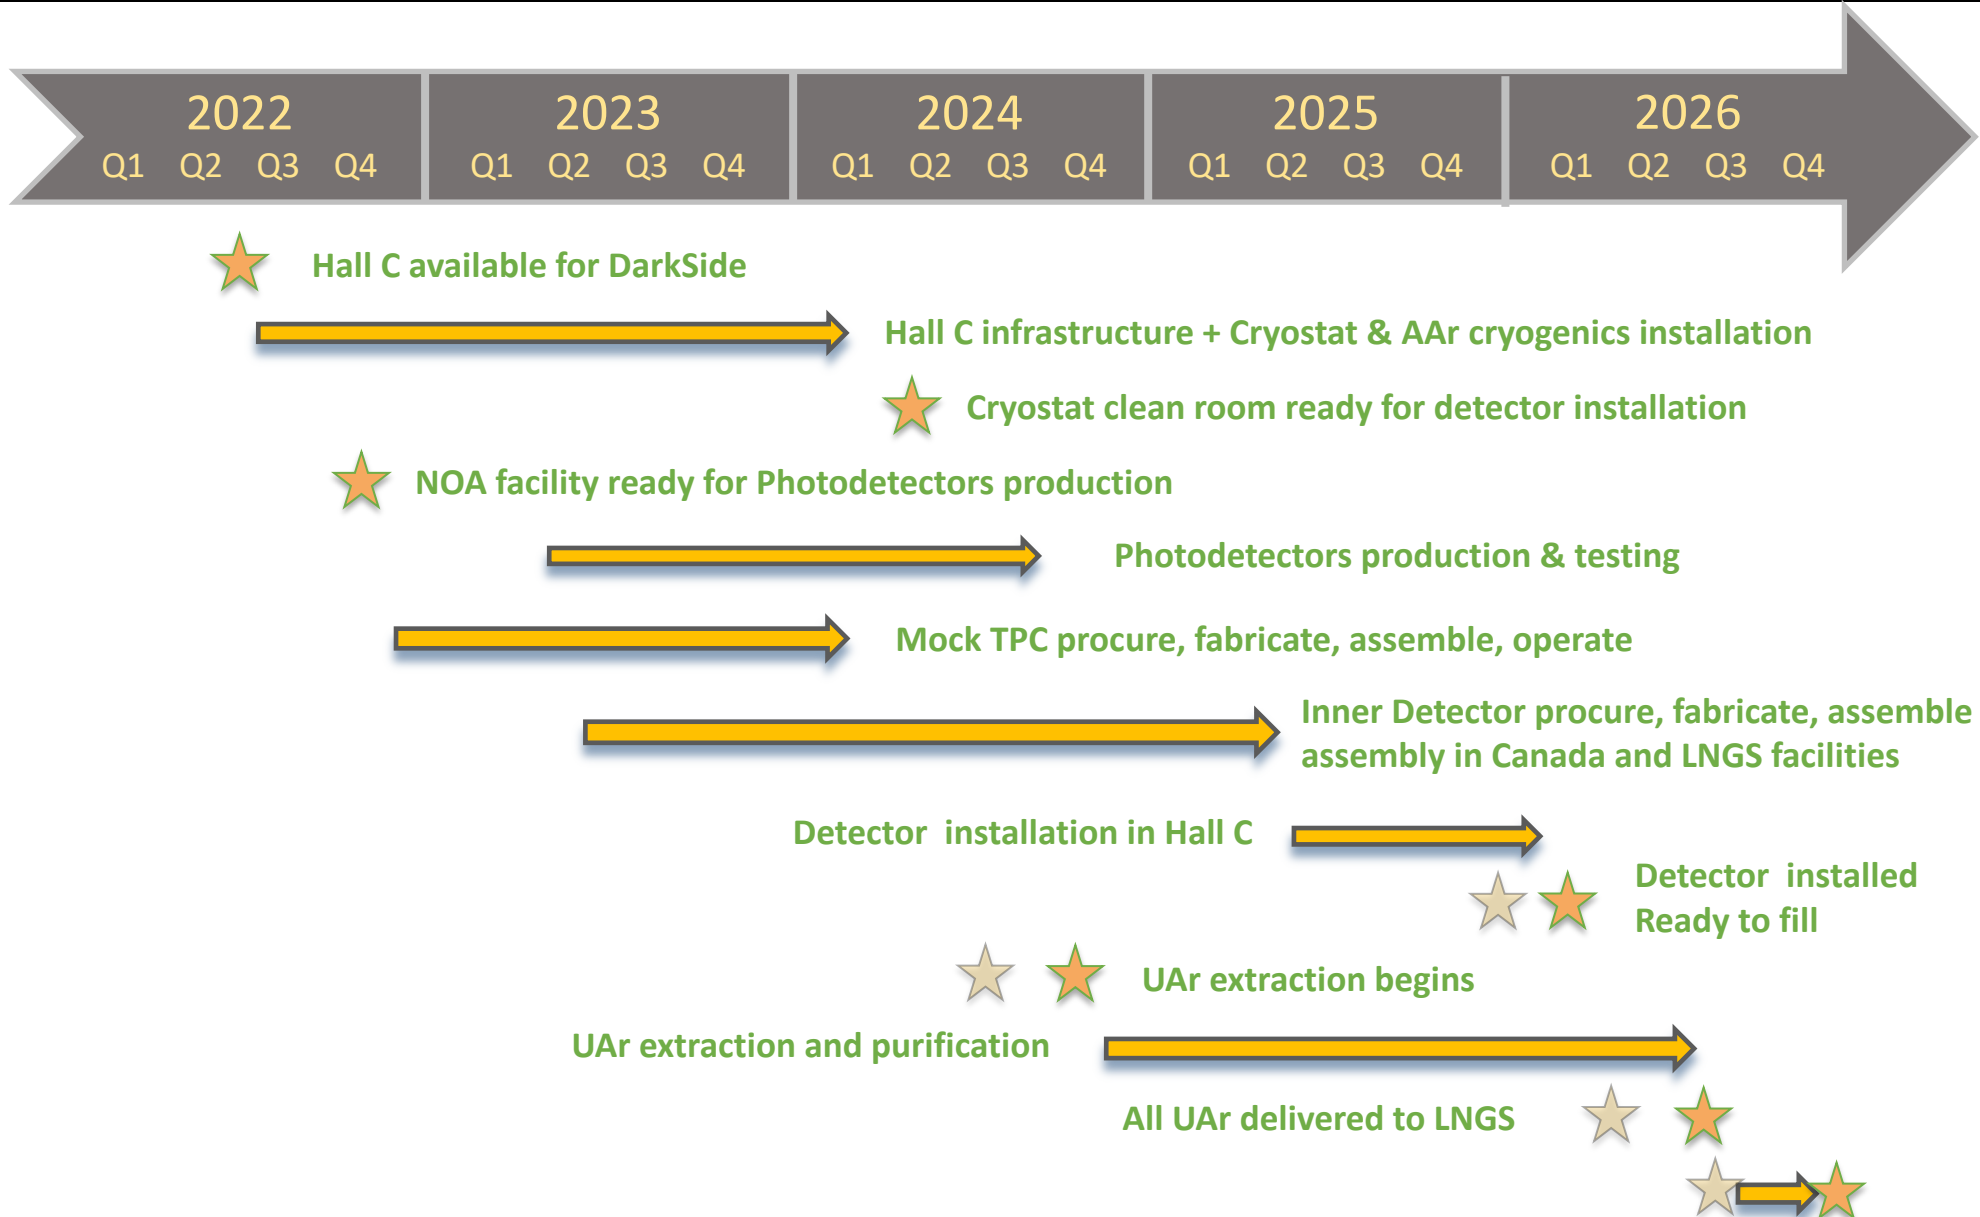 2022 2023 2024 2025 2026
Q1 Q2 Q3 Q4 Q1 Q2 Q3 Q4 Q1 Q2 Q3 Q4 Q1 Q2 Q3 Q4 Q1 Q2 Q3 Q4
Hall C available for DarkSide
Hall C infrastructure + Cryostat & AAr cryogenics installation
Cryostat clean room ready for detector installation
NOA facility ready for Photodetectors production
Photodetectors production & testing
Mock TPC procure, fabricate, assemble, operate
Inner Detector procure, fabricate, assemble
assembly in Canada and LNGS facilities
Detector installation in Hall C
Detector installed
Ready to fill
UAr extraction begins
UAr extraction and purification
All UAr delivered to LNGS